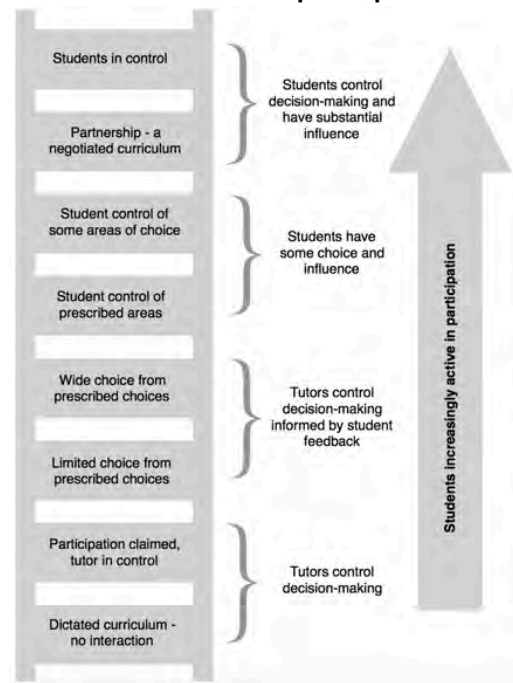 Students in control
Partnership - a
negotiated curriculum
Students control
decision-making and
have substantial
influence
Student control of
some areas of choice
Student control of
prescribed areas
Students have
some choice and
influence
Wide choice from
prescribed choices
Limited choice from
prescribed choices
Tutors control
decision-making
informed by student
feedback
Participation claimed,
tutor in control
Dictated curriculum -
no interaction
Tutors control
decision-making
Students increasingly active in participation